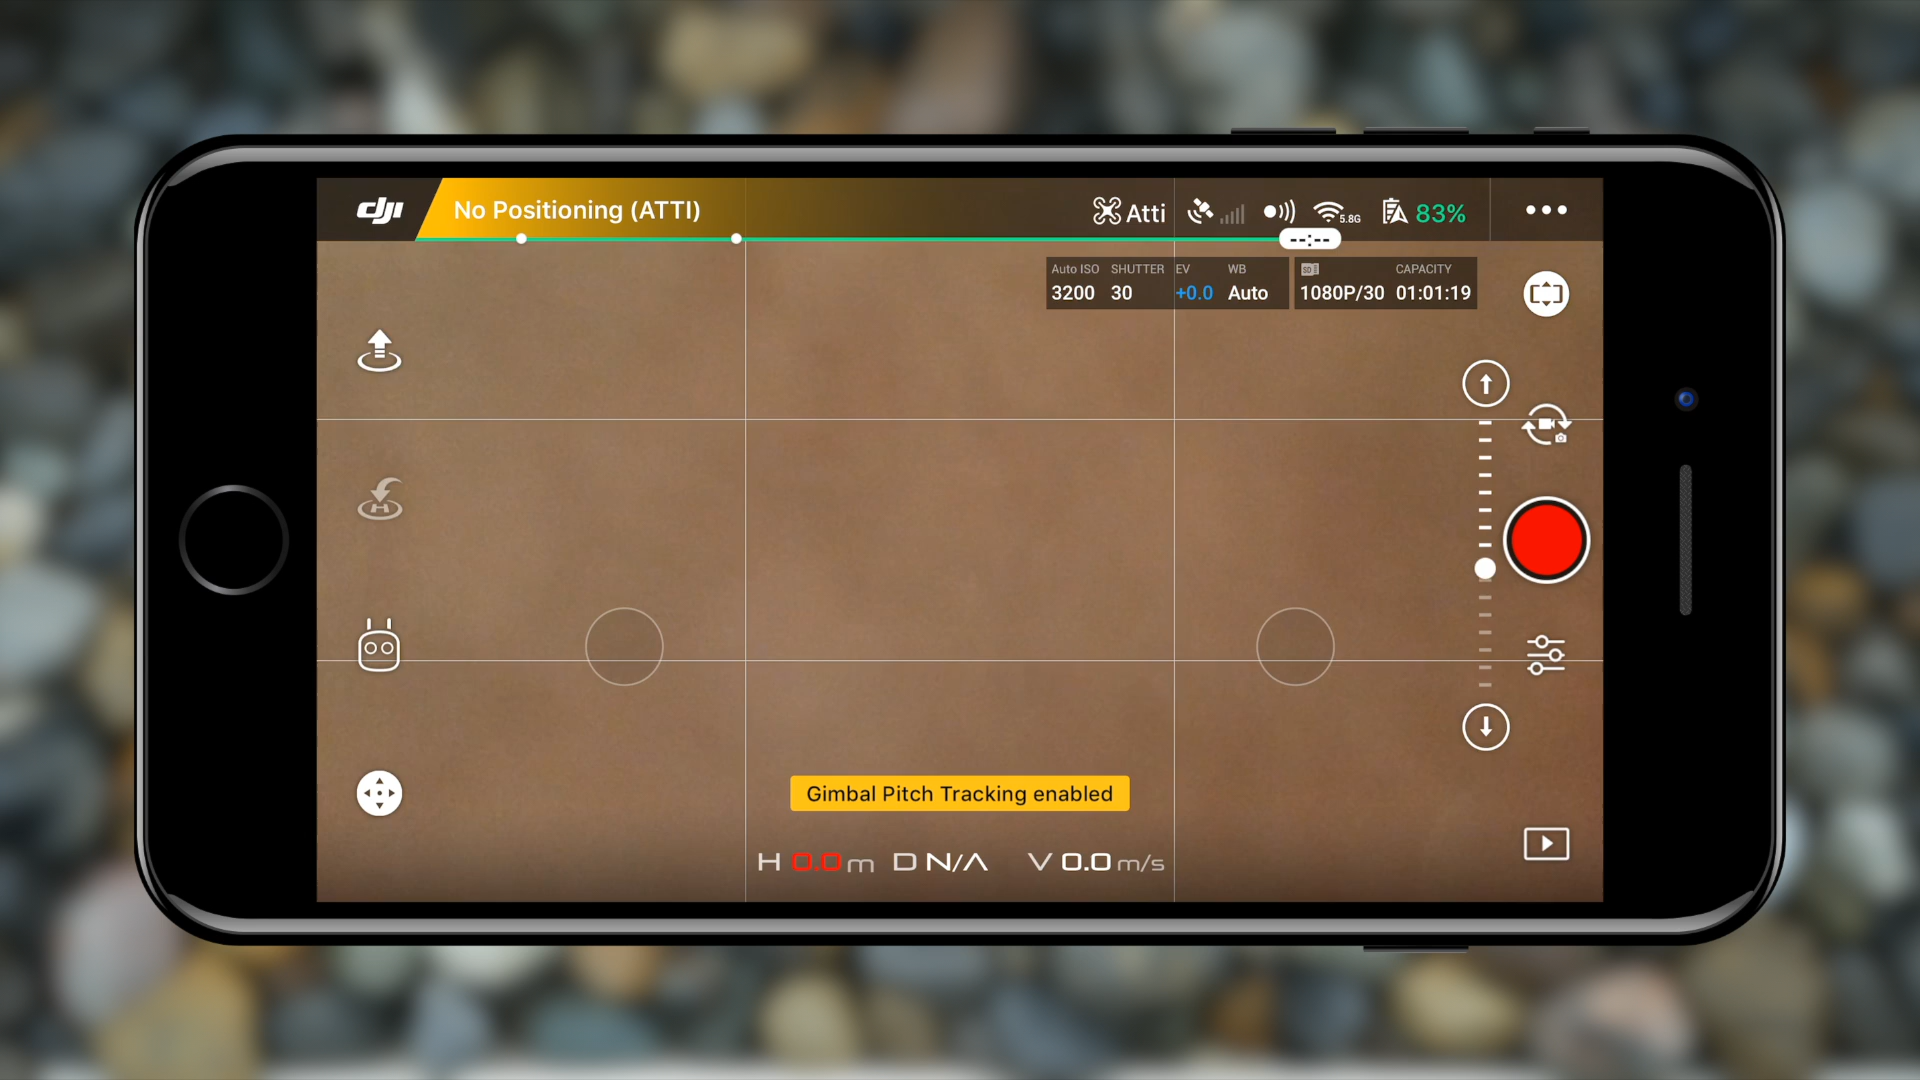 dji
No Positioning (ATTI)
Atti
5.8G
83%
--:--
Auto ISO SHUTTER EV WB
3200 30 +0.0 Auto
SD CAPACITY
1080P/30 01:01:19
H
Gimbal Pitch Tracking enabled
H 0.0 m D N/A V 0.0 m/s